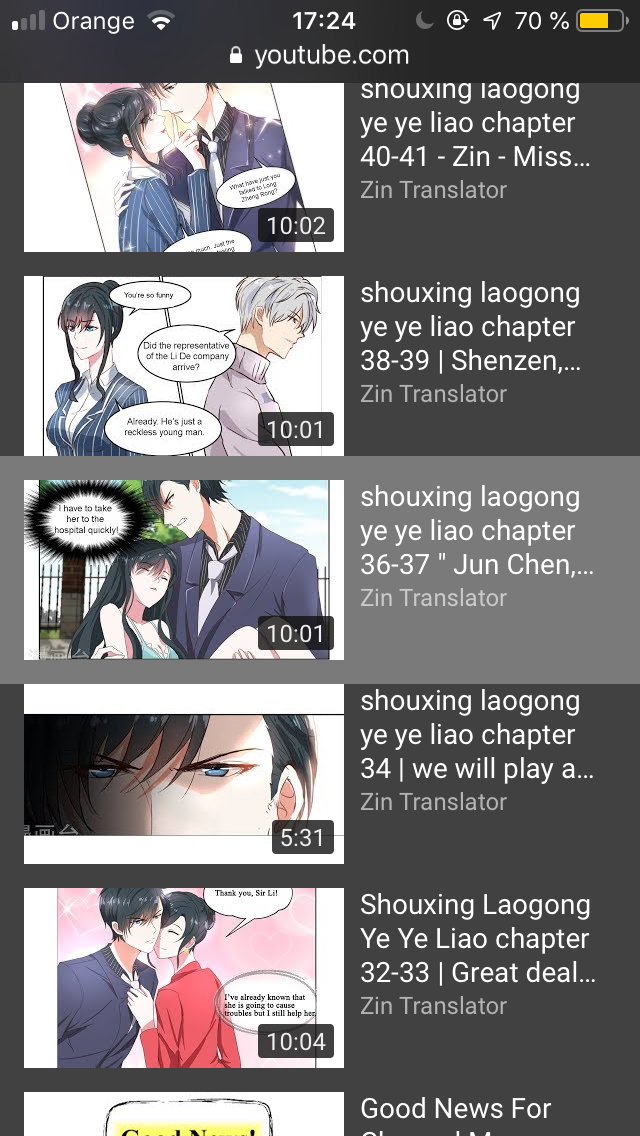 Orange 17:24 70 %
youtube.com
shouxing laogong
ye ye liao chapter
40-41 - Zin - Miss...
Zin Translator
What have just you
talked to Long
Zheng Rong?
much. Just the
10:02
You're so funny
Did the representative
of the Li De company
arrive?
Already. He's just a
reckless young man.
10:01
shouxing laogong
ye ye liao chapter
38-39 | Shenzen,...
Zin Translator
I have to take
her to the
hospital quickly!
10:01
shouxing laogong
ye ye liao chapter
36-37 " Jun Chen,...
Zin Translator
漫画台
5:31
shouxing laogong
ye ye liao chapter
34 | we will play a...
Zin Translator
Thank you, Sir Li!
I've already known that
she is going to cause
troubles but I still help her.
10:04
Shouxing Laogong
Ye Ye Liao chapter
32-33 | Great deal...
Zin Translator
Good News!
Good News For